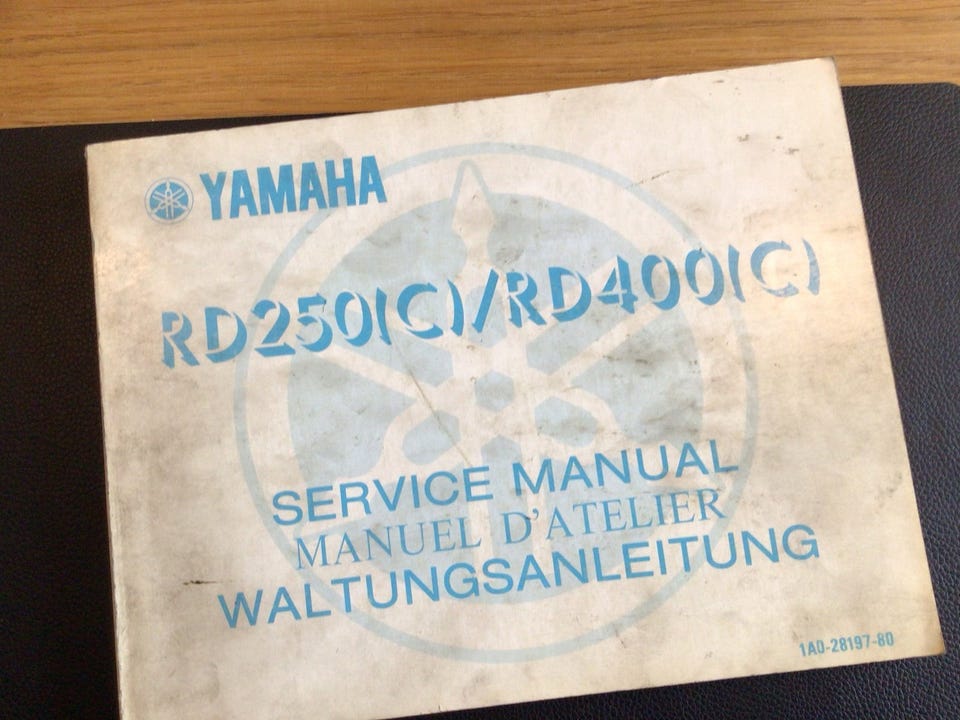 YAMAHA
RD250(C)/RD400(C)
SERVICE MANUAL
MANUEL D'ATELIER
WALTUNGSANLEITUNG
1A0-28197-80